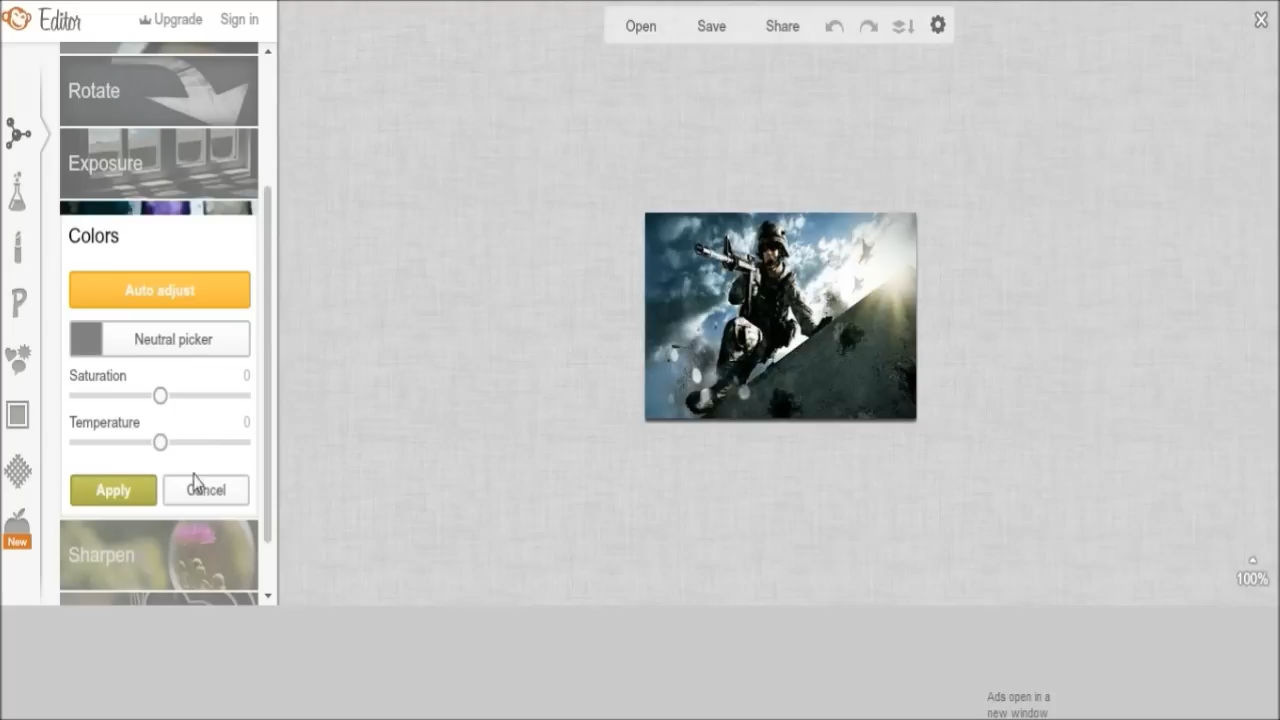 Editor
Upgrade
Sign in
Open
Save
Share
Rotate
Exposure
Colors
Auto adjust
Neutral picker
Saturation 0
Temperature 0
Apply
Cancel
Sharpen
P
New
100%
Ads open in a
new window